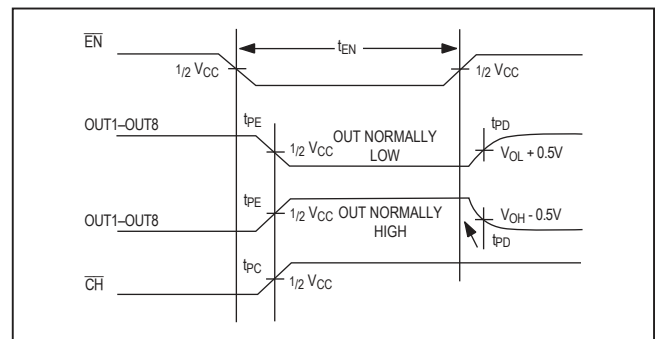 EN
tEN
1/2 VCC
1/2 VCC
OUT1–OUT8
tPE
1/2 VCC
OUT NORMALLY
LOW
tPD
VOL + 0.5V
OUT1–OUT8
tPE
1/2 VCC
OUT NORMALLY
HIGH
VOH - 0.5V
tPD
CH
tPC
1/2 VCC